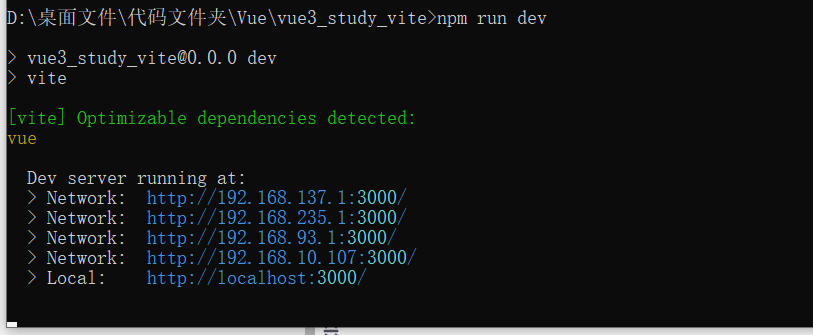 D:\桌面文件\代码文件夹\Vue\vue3_study_vite>npm run dev
> vue3_study_vite@0.0.0 dev
> vite
[vite] Optimizable dependencies detected:
vue
Dev server running at:
> Network:  http://192.168.137.1:3000/
> Network:  http://192.168.235.1:3000/
> Network:  http://192.168.93.1:3000/
> Network:  http://192.168.10.107:3000/
> Local:    http://localhost:3000/